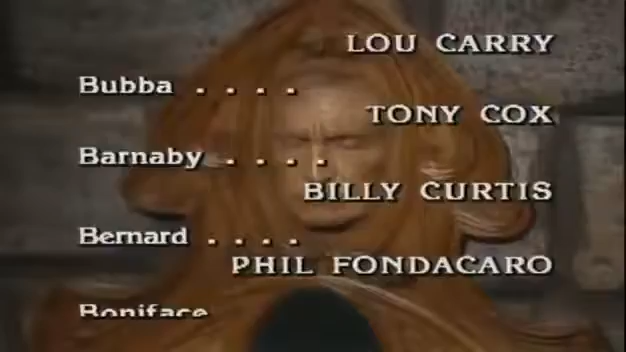 LOU CARRY
Bubba . . . .
TONY COX
Barnaby . . . .
BILLY CURTIS
Bernard . . . .
PHIL FONDACARO
Boniface